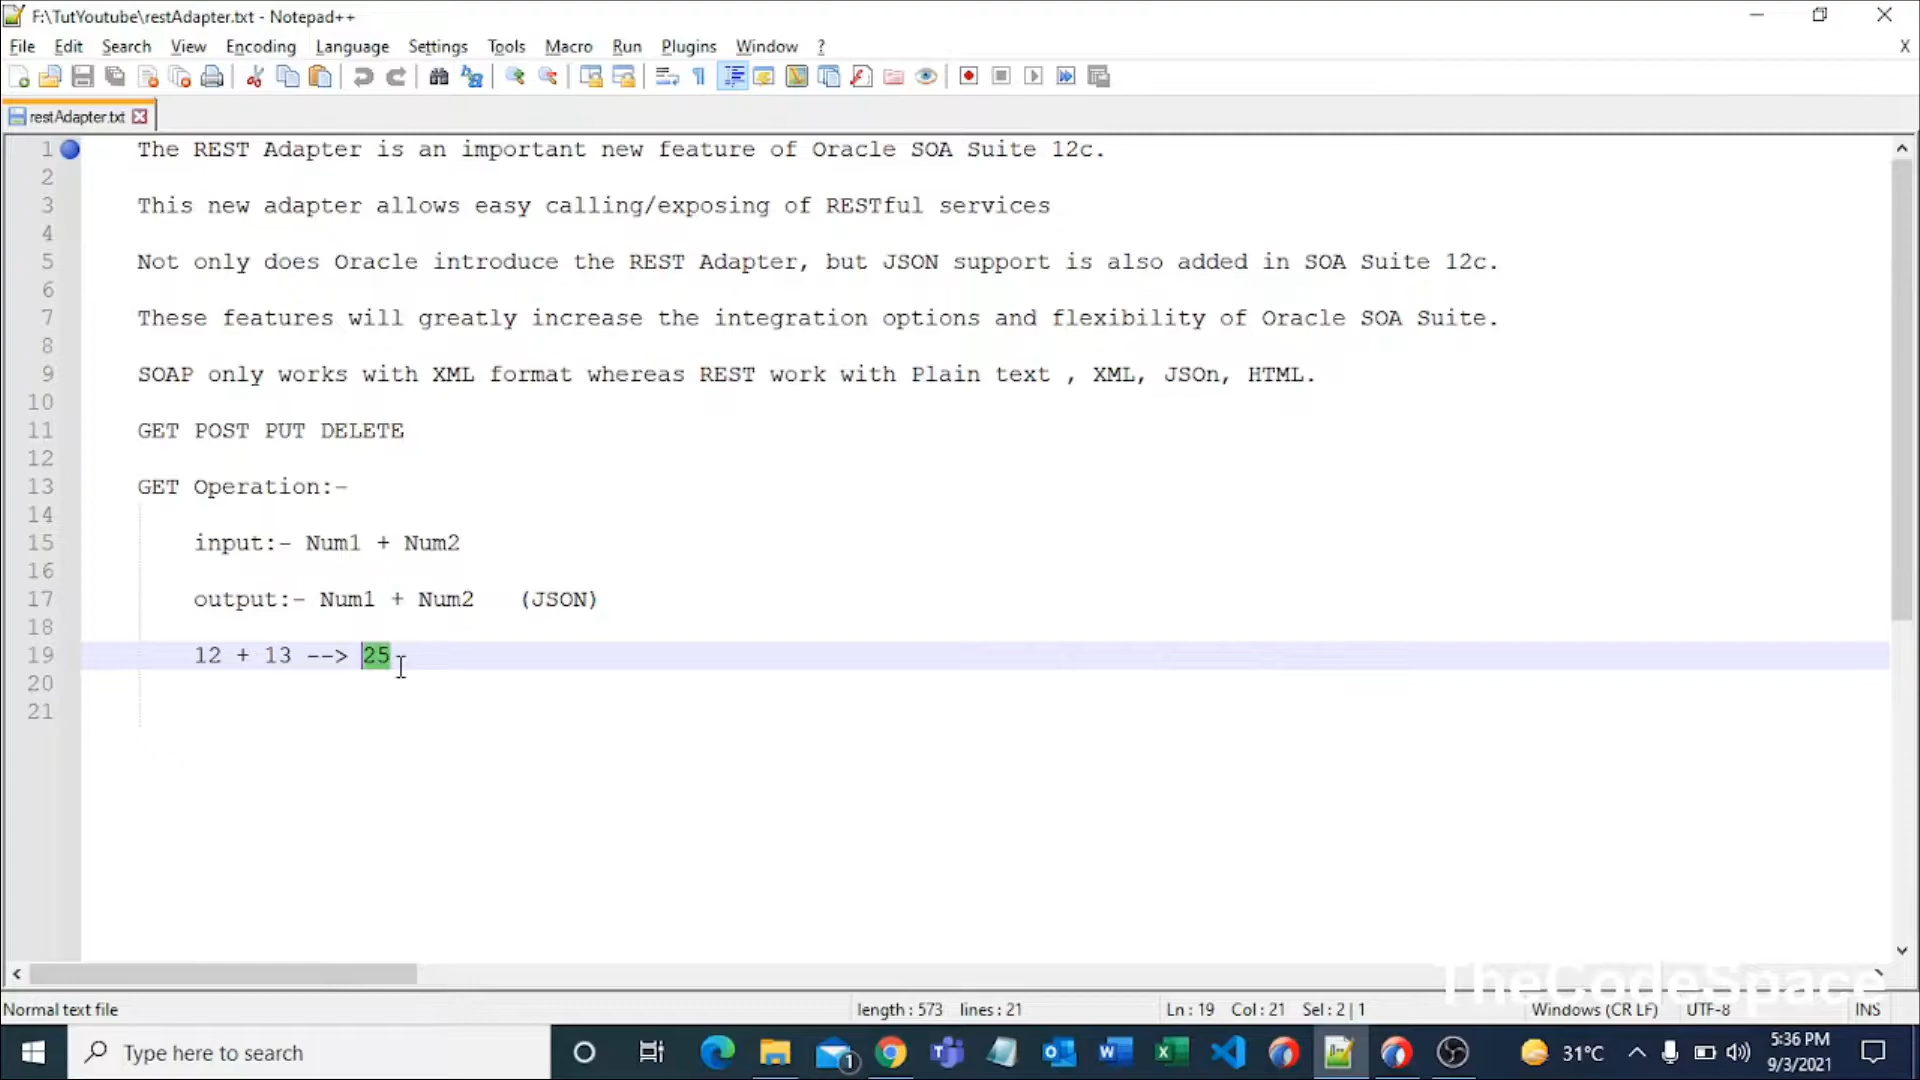 F:\TutYoutube\restAdapter.txt - Notepad++
File Edit Search View Encoding Language Settings Tools Macro Run Plugins Window ? X
restAdapter.txt
1 The REST Adapter is an important new feature of Oracle SOA Suite 12c.
2
3 This new adapter allows easy calling/exposing of RESTful services
4
5 Not only does Oracle introduce the REST Adapter, but JSON support is also added in SOA Suite 12c.
6
7 These features will greatly increase the integration options and flexibility of Oracle SOA Suite.
8
9 SOAP only works with XML format whereas REST work with Plain text , XML, JSOn, HTML.
10
11 GET POST PUT DELETE
12
13 GET Operation:-
14
15 input:- Num1 + Num2
16
17 output:- Num1 + Num2 (JSON)
18
19 12 + 13 --> 25
20
21
TheCodeSpace
Normal text file length : 573 lines : 21 Ln : 19 Col : 21 Sel : 2 | 1 Windows (CR LF) UTF-8 INS
Type here to search 1 31°C 5:36 PM
9/3/2021